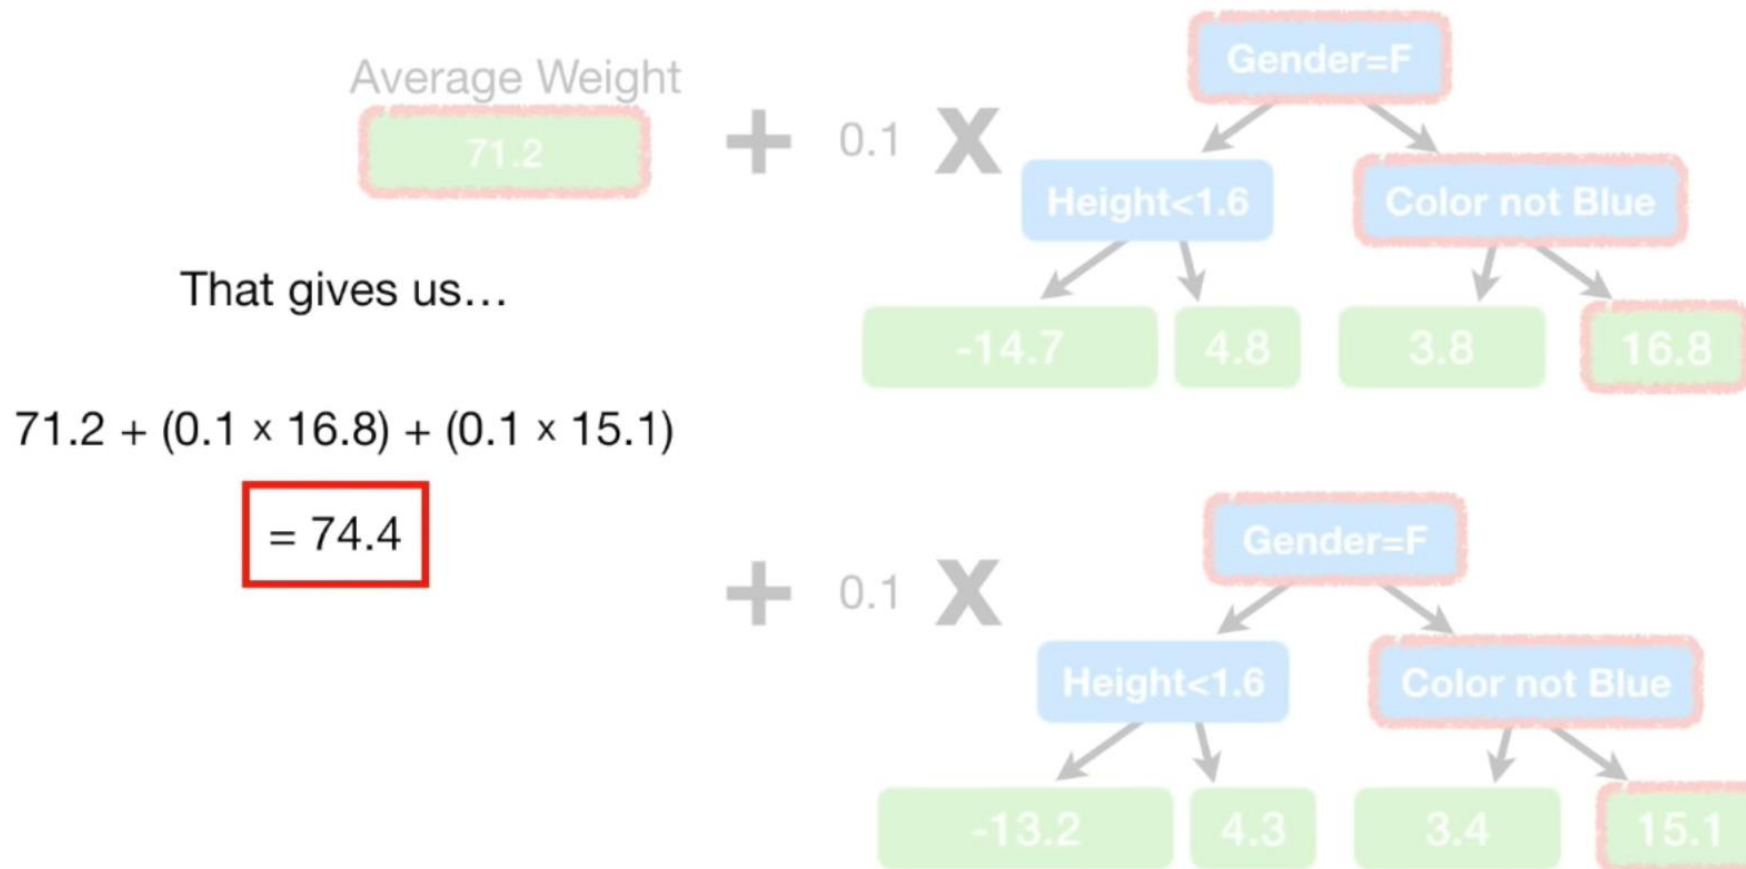 Average Weight
71.2
+ 0.1 X
Gender=F
Height<1.6
Color not Blue
-14.7
4.8
3.8
16.8
That gives us...
71.2 + (0.1 × 16.8) + (0.1 × 15.1)
= 74.4
+ 0.1 X
Gender=F
Height<1.6
Color not Blue
-13.2
4.3
3.4
15.1